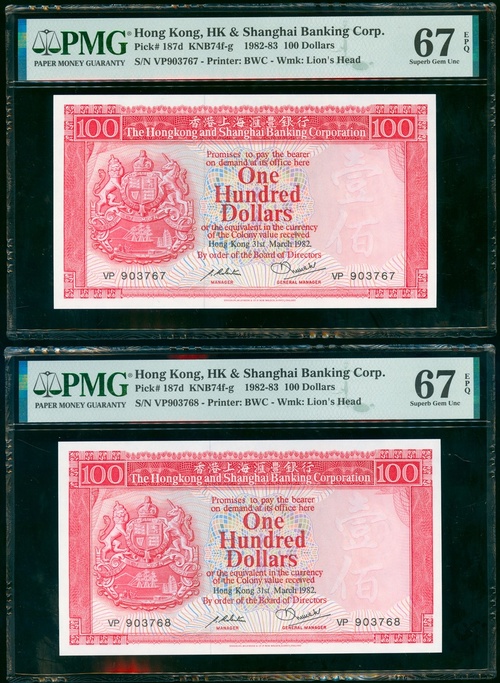 PMG
PAPER MONEY GUARANTY
Hong Kong, HK & Shanghai Banking Corp.
Pick# 187d KNB74f-g 1982-83 100 Dollars
S/N VP903767 - Printer: BWC - Wmk: Lion's Head
67 EPQ
Superb Gem Unc
100 香港上海滙豐銀行 100
The Hongkong and Shanghai Banking Corporation
Promises to pay the bearer
on demand at its office here
One
Hundred
Dollars
or the equivalent in the currency
of the Colony value received
Hong Kong 31st March 1982.
By order of the Board of Directors
壹佰
VP 903767
VP 903767
MANAGER
GENERAL MANAGER
PMG
PAPER MONEY GUARANTY
Hong Kong, HK & Shanghai Banking Corp.
Pick# 187d KNB74f-g 1982-83 100 Dollars
S/N VP903768 - Printer: BWC - Wmk: Lion's Head
67 EPQ
Superb Gem Unc
100 香港上海滙豐銀行 100
The Hongkong and Shanghai Banking Corporation
Promises to pay the bearer
on demand at its office here
One
Hundred
Dollars
or the equivalent in the currency
of the Colony value received
Hong Kong 31st March 1982.
By order of the Board of Directors
壹佰
VP 903768
VP 903768
MANAGER
GENERAL MANAGER